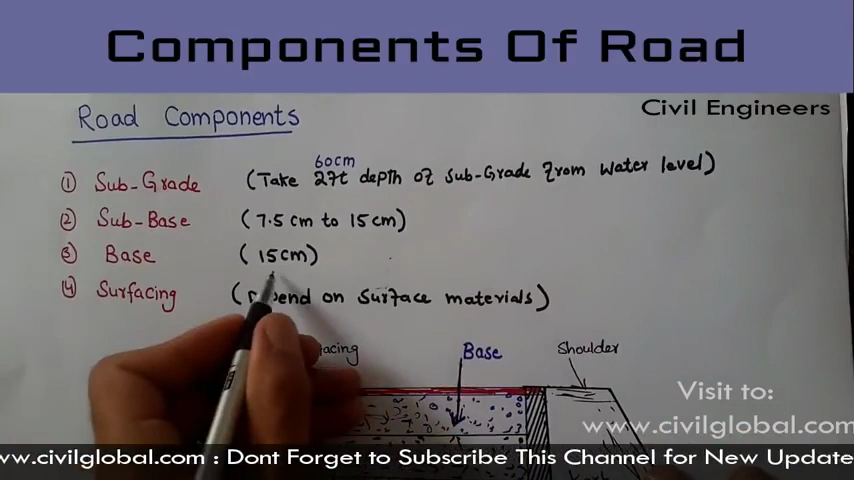 Components Of Road
Civil Engineers
Road Components
60cm
① Sub-Grade (Take 2ft depth of Sub-Grade from water level)
② Sub-Base (7.5 cm to 15cm)
③ Base (15cm)
④ Surfacing (Depend on Surface materials)
Base
Shoulder
Visit to:
www.civilglobal.com
www.civilglobal.com : Dont Forget to Subscribe This Channel for New Update